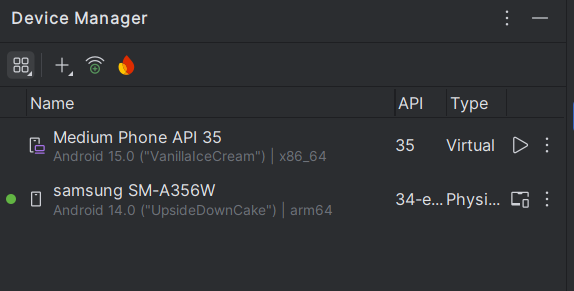 Device Manager
Name API Type
Medium Phone API 35 35 Virtual
Android 15.0 ("VanillaIceCream") | x86_64
samsung SM-A356W 34-e... Physi...
Android 14.0 ("UpsideDownCake") | arm64